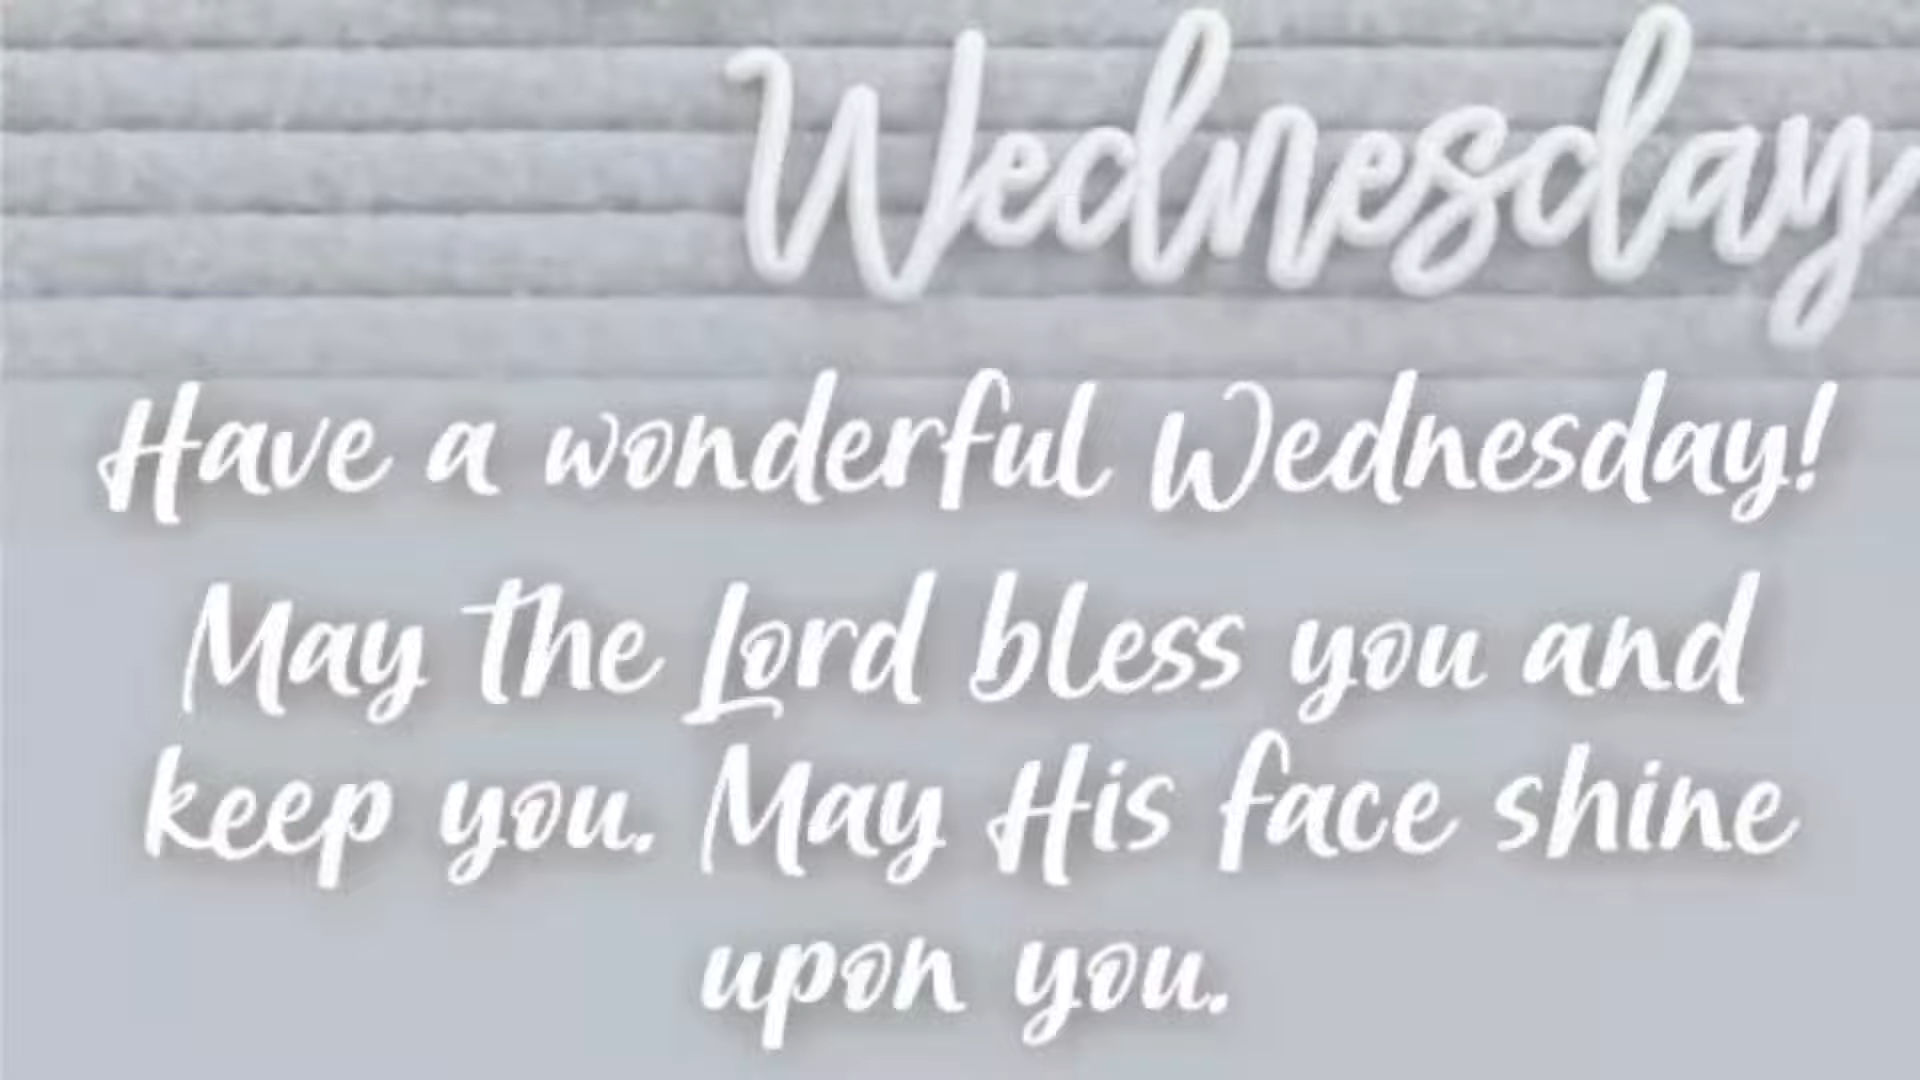 Wednesday
Have a wonderful Wednesday!
May the Lord bless you and
keep you. May His face shine
upon you.